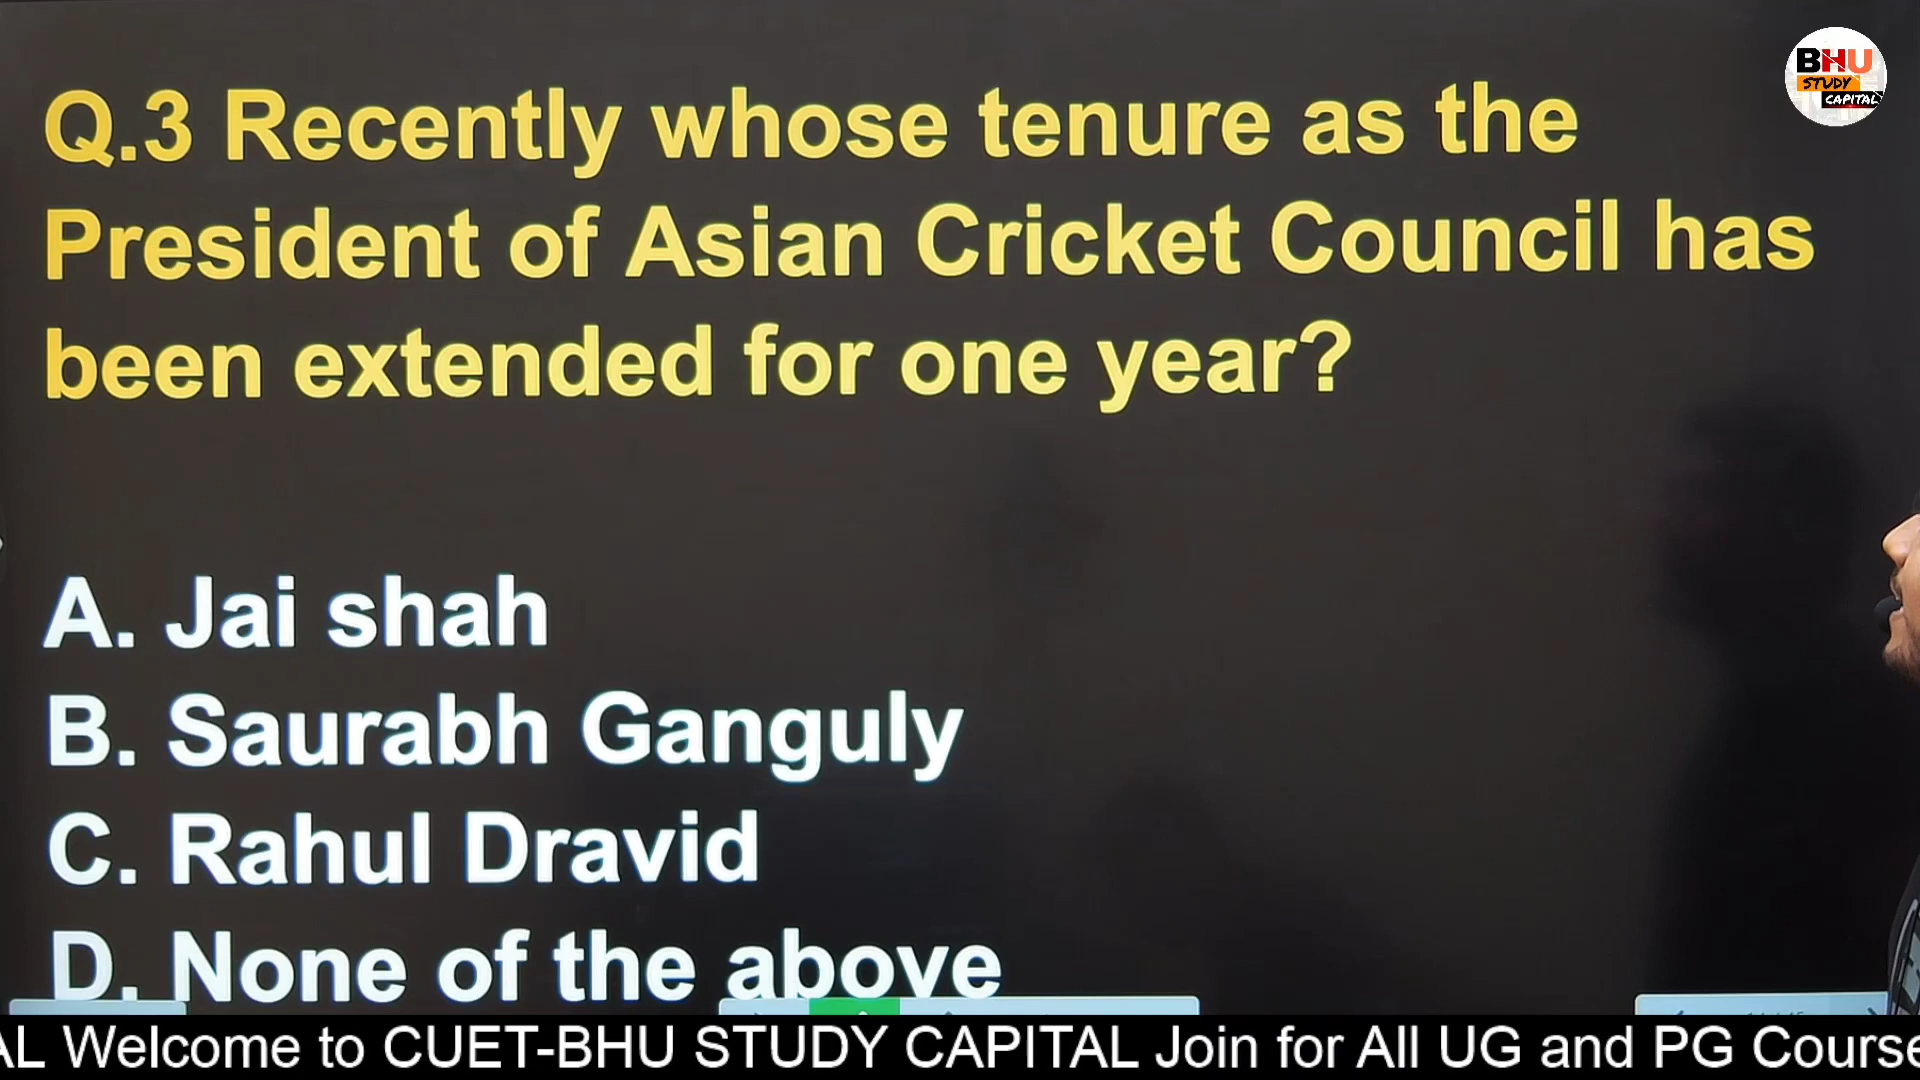 BHU
STUDY
CAPITAL
Q.3 Recently whose tenure as the
President of Asian Cricket Council has
been extended for one year?
A. Jai shah
B. Saurabh Ganguly
C. Rahul Dravid
D. None of the above
AL Welcome to CUET-BHU STUDY CAPITAL Join for All UG and PG Course